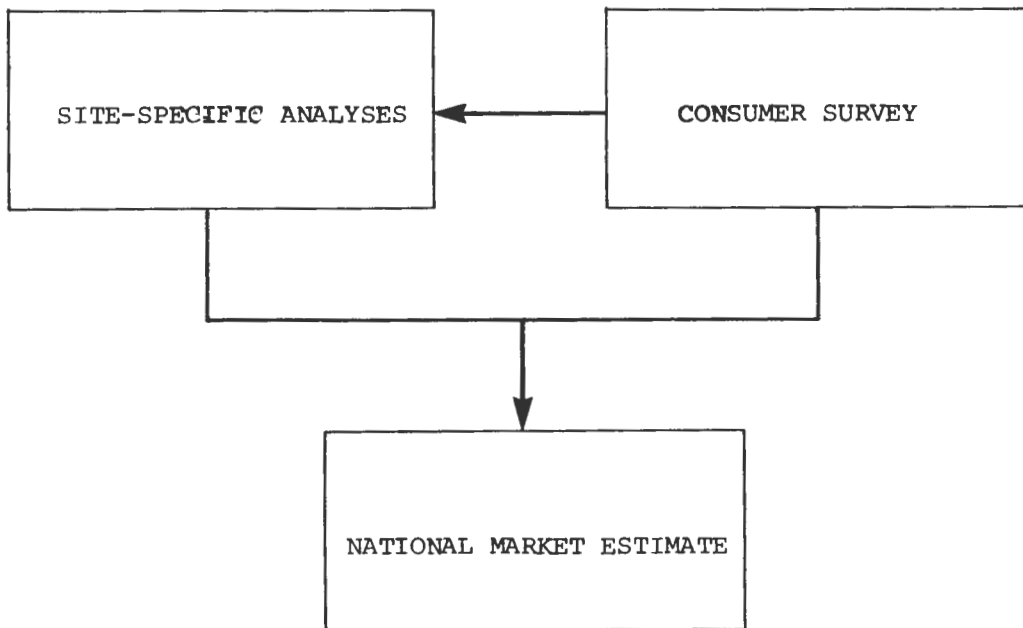 SITE-SPECIFIC ANALYSES
CONSUMER SURVEY
NATIONAL MARKET ESTIMATE